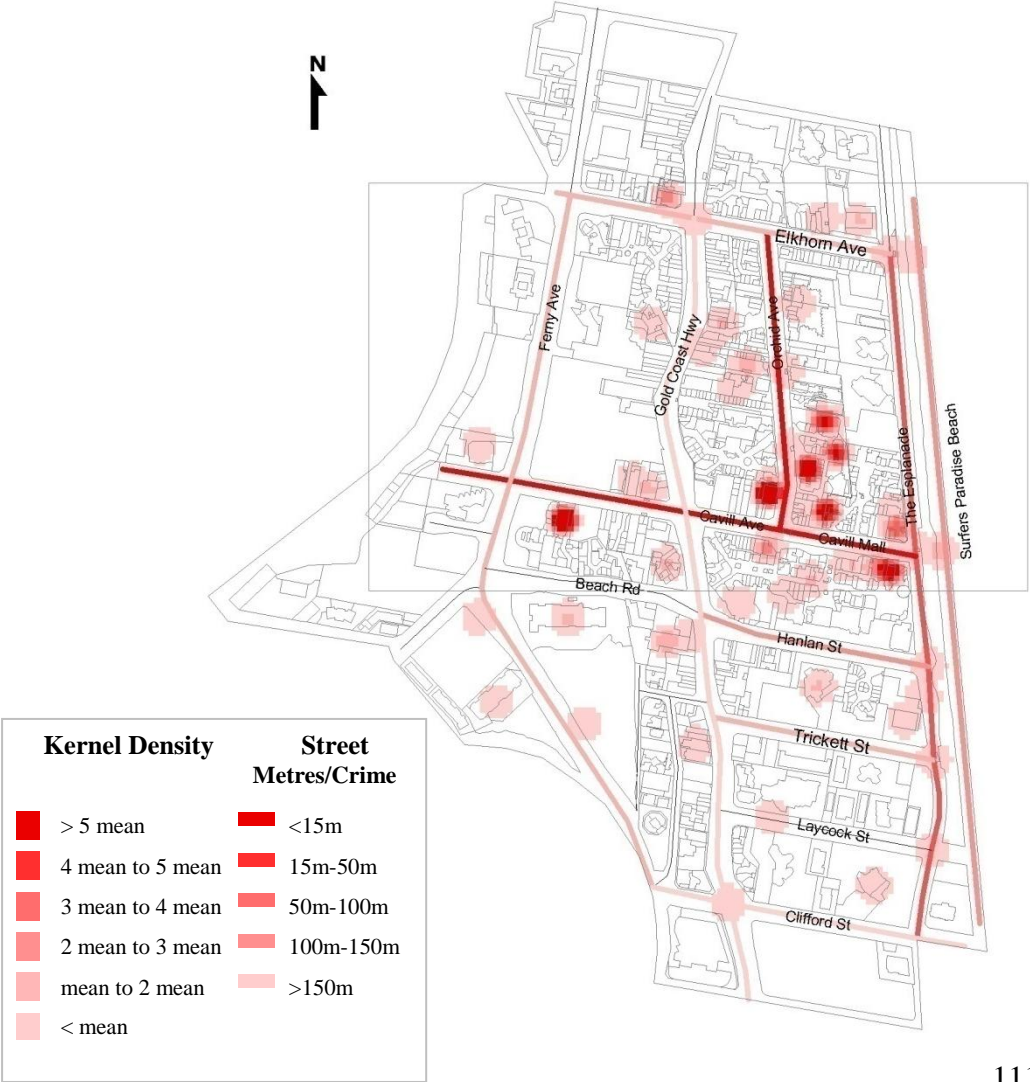 N
Elkhorn Ave
Ferny Ave
Orchid Ave
Gold Coast Hwy
The Esplanade
Surfers Paradise Beach
Cavill Ave
Cavill Mall
Beach Rd
Hanlan St
Trickett St
Laycock St
Clifford St
Kernel Density
Street
Metres/Crime
> 5 mean
<15m
4 mean to 5 mean
15m-50m
3 mean to 4 mean
50m-100m
2 mean to 3 mean
100m-150m
mean to 2 mean
>150m
< mean